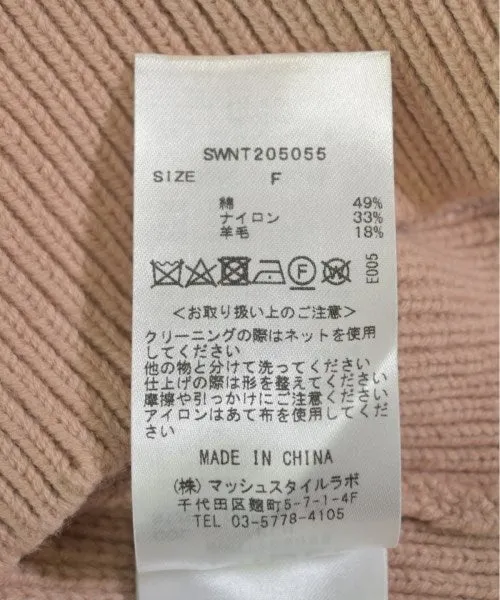 SWNT205055
SIZE F
綿 49%
ナイロン 33%
羊毛 18%
F W E005
<お取り扱い上のご注意>
クリーニングの際はネットを使用
してください
他の物と分けて洗ってください
仕上げの際は形を整えてください
摩擦や引っかけにご注意ください
アイロンはあて布を使用してくだ
さい
MADE IN CHINA
(株)マッシュスタイルラボ
千代田区麹町5-7-1-4F
TEL 03-5778-4105